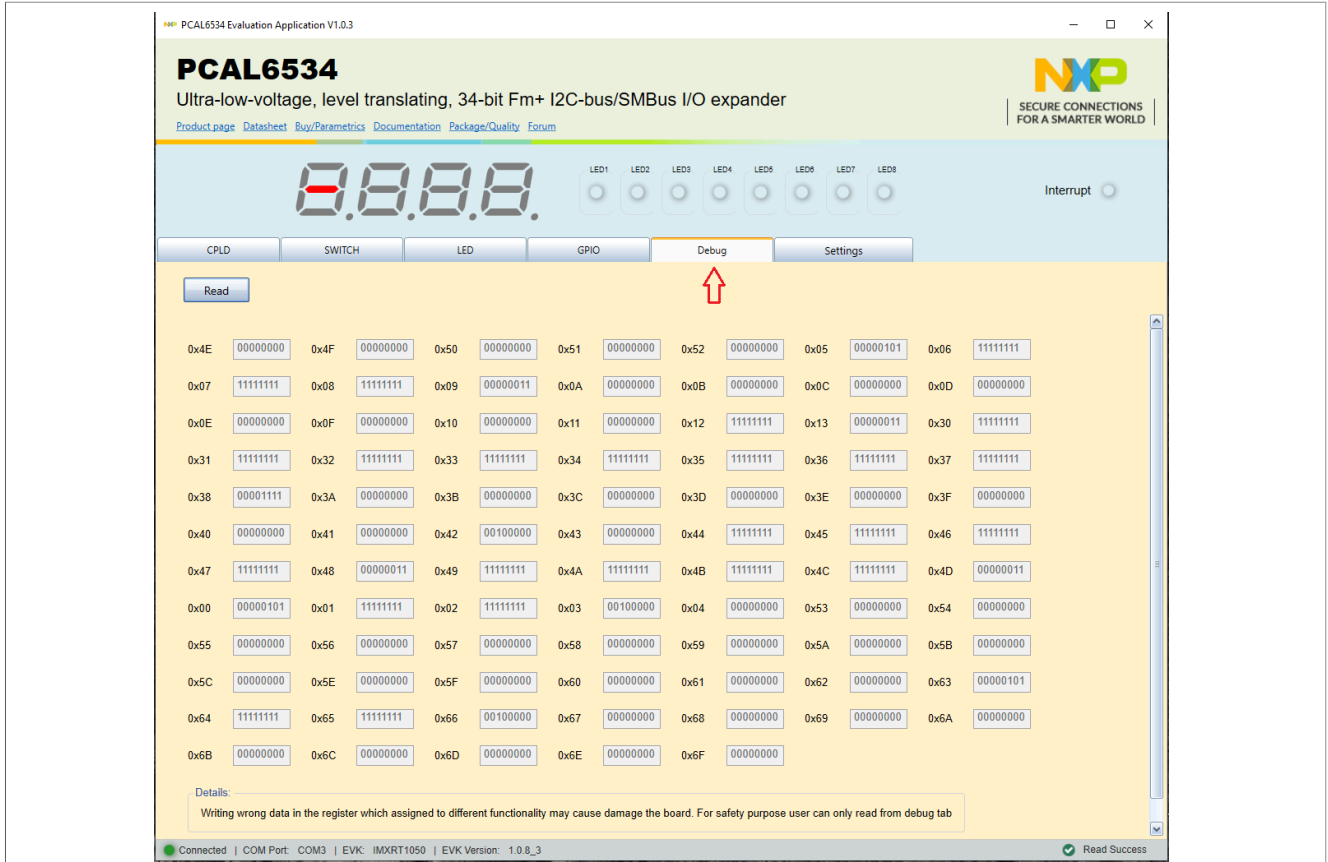 NXP PCAL6534 Evaluation Application V1.0.3
PCAL6534
Ultra-low-voltage, level translating, 34-bit Fm+ I2C-bus/SMBus I/O expander
Product page Datasheet Buy/Parametrics Documentation Package/Quality Forum
NXP
SECURE CONNECTIONS
FOR A SMARTER WORLD
LED1 LED2 LED3 LED4 LED5 LED6 LED7 LED8
Interrupt
CPLD SWITCH LED GPIO Debug Settings
Read
0x4E 00000000 0x4F 00000000 0x50 00000000 0x51 00000000 0x52 00000000 0x05 00000101 0x06 11111111
0x07 11111111 0x08 11111111 0x09 00000011 0x0A 00000000 0x0B 00000000 0x0C 00000000 0x0D 00000000
0x0E 00000000 0x0F 00000000 0x10 00000000 0x11 00000000 0x12 11111111 0x13 00000011 0x30 11111111
0x31 11111111 0x32 11111111 0x33 11111111 0x34 11111111 0x35 11111111 0x36 11111111 0x37 11111111
0x38 00001111 0x3A 00000000 0x3B 00000000 0x3C 00000000 0x3D 00000000 0x3E 00000000 0x3F 00000000
0x40 00000000 0x41 00000000 0x42 00100000 0x43 00000000 0x44 11111111 0x45 11111111 0x46 11111111
0x47 11111111 0x48 00000011 0x49 11111111 0x4A 11111111 0x4B 11111111 0x4C 11111111 0x4D 00000011
0x00 00000101 0x01 11111111 0x02 11111111 0x03 00100000 0x04 00000000 0x53 00000000 0x54 00000000
0x55 00000000 0x56 00000000 0x57 00000000 0x58 00000000 0x59 00000000 0x5A 00000000 0x5B 00000000
0x5C 00000000 0x5E 00000000 0x5F 00000000 0x60 00000000 0x61 00000000 0x62 00000000 0x63 00000101
0x64 11111111 0x65 11111111 0x66 00100000 0x67 00000000 0x68 00000000 0x69 00000000 0x6A 00000000
0x6B 00000000 0x6C 00000000 0x6D 00000000 0x6E 00000000 0x6F 00000000
Details:
Writing wrong data in the register which assigned to different functionality may cause damage the board. For safety purpose user can only read from debug tab
Connected | COM Port: COM3 | EVK: IMXRT1050 | EVK Version: 1.0.8_3 Read Success